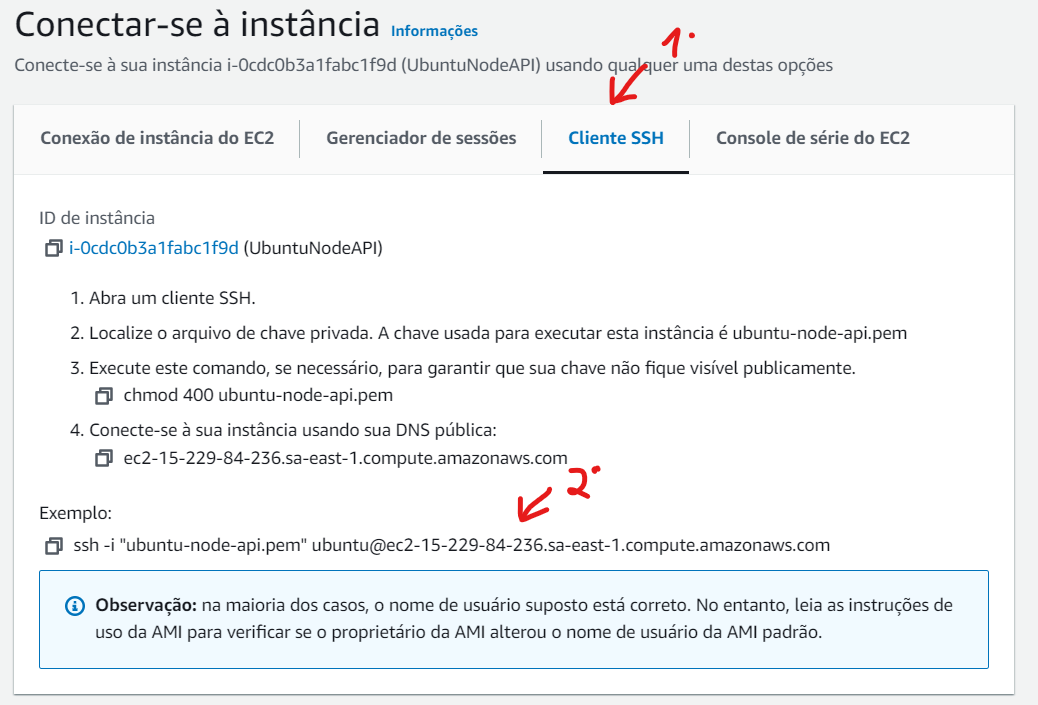 Conectar-se à instância Informações
1.
Conecte-se à sua instância i-0cdc0b3a1fabc1f9d (UbuntuNodeAPI) usando qualquer uma destas opções
Conexão de instância do EC2 Gerenciador de sessões Cliente SSH Console de série do EC2
ID de instância
i-0cdc0b3a1fabc1f9d (UbuntuNodeAPI)
1. Abra um cliente SSH.
2. Localize o arquivo de chave privada. A chave usada para executar esta instância é ubuntu-node-api.pem
3. Execute este comando, se necessário, para garantir que sua chave não fique visível publicamente.
chmod 400 ubuntu-node-api.pem
4. Conecte-se à sua instância usando sua DNS pública:
ec2-15-229-84-236.sa-east-1.compute.amazonaws.com
2.
Exemplo:
ssh -i "ubuntu-node-api.pem" ubuntu@ec2-15-229-84-236.sa-east-1.compute.amazonaws.com
Observação: na maioria dos casos, o nome de usuário suposto está correto. No entanto, leia as instruções de
uso da AMI para verificar se o proprietário da AMI alterou o nome de usuário da AMI padrão.